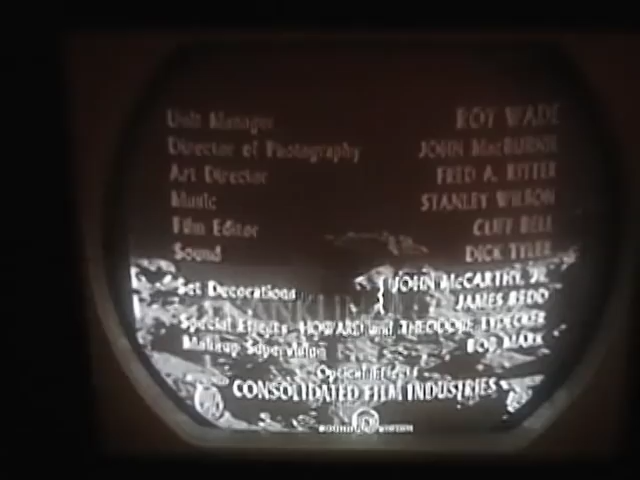 Unit Manager ROY WADE
Director of Photography JOHN MacBURNIE
Art Director FRED A. RITTER
Music STANLEY WILSON
Film Editor CLIFF BELL
Sound DICK TYLER
Set Decorations JOHN McCARTHY, JR.
JAMES REDD
Special Effects HOWARD and THEODORE LYDECKER
Makeup Supervision BOB MARK
Optical Effects
CONSOLIDATED FILM INDUSTRIES
SYSTEM